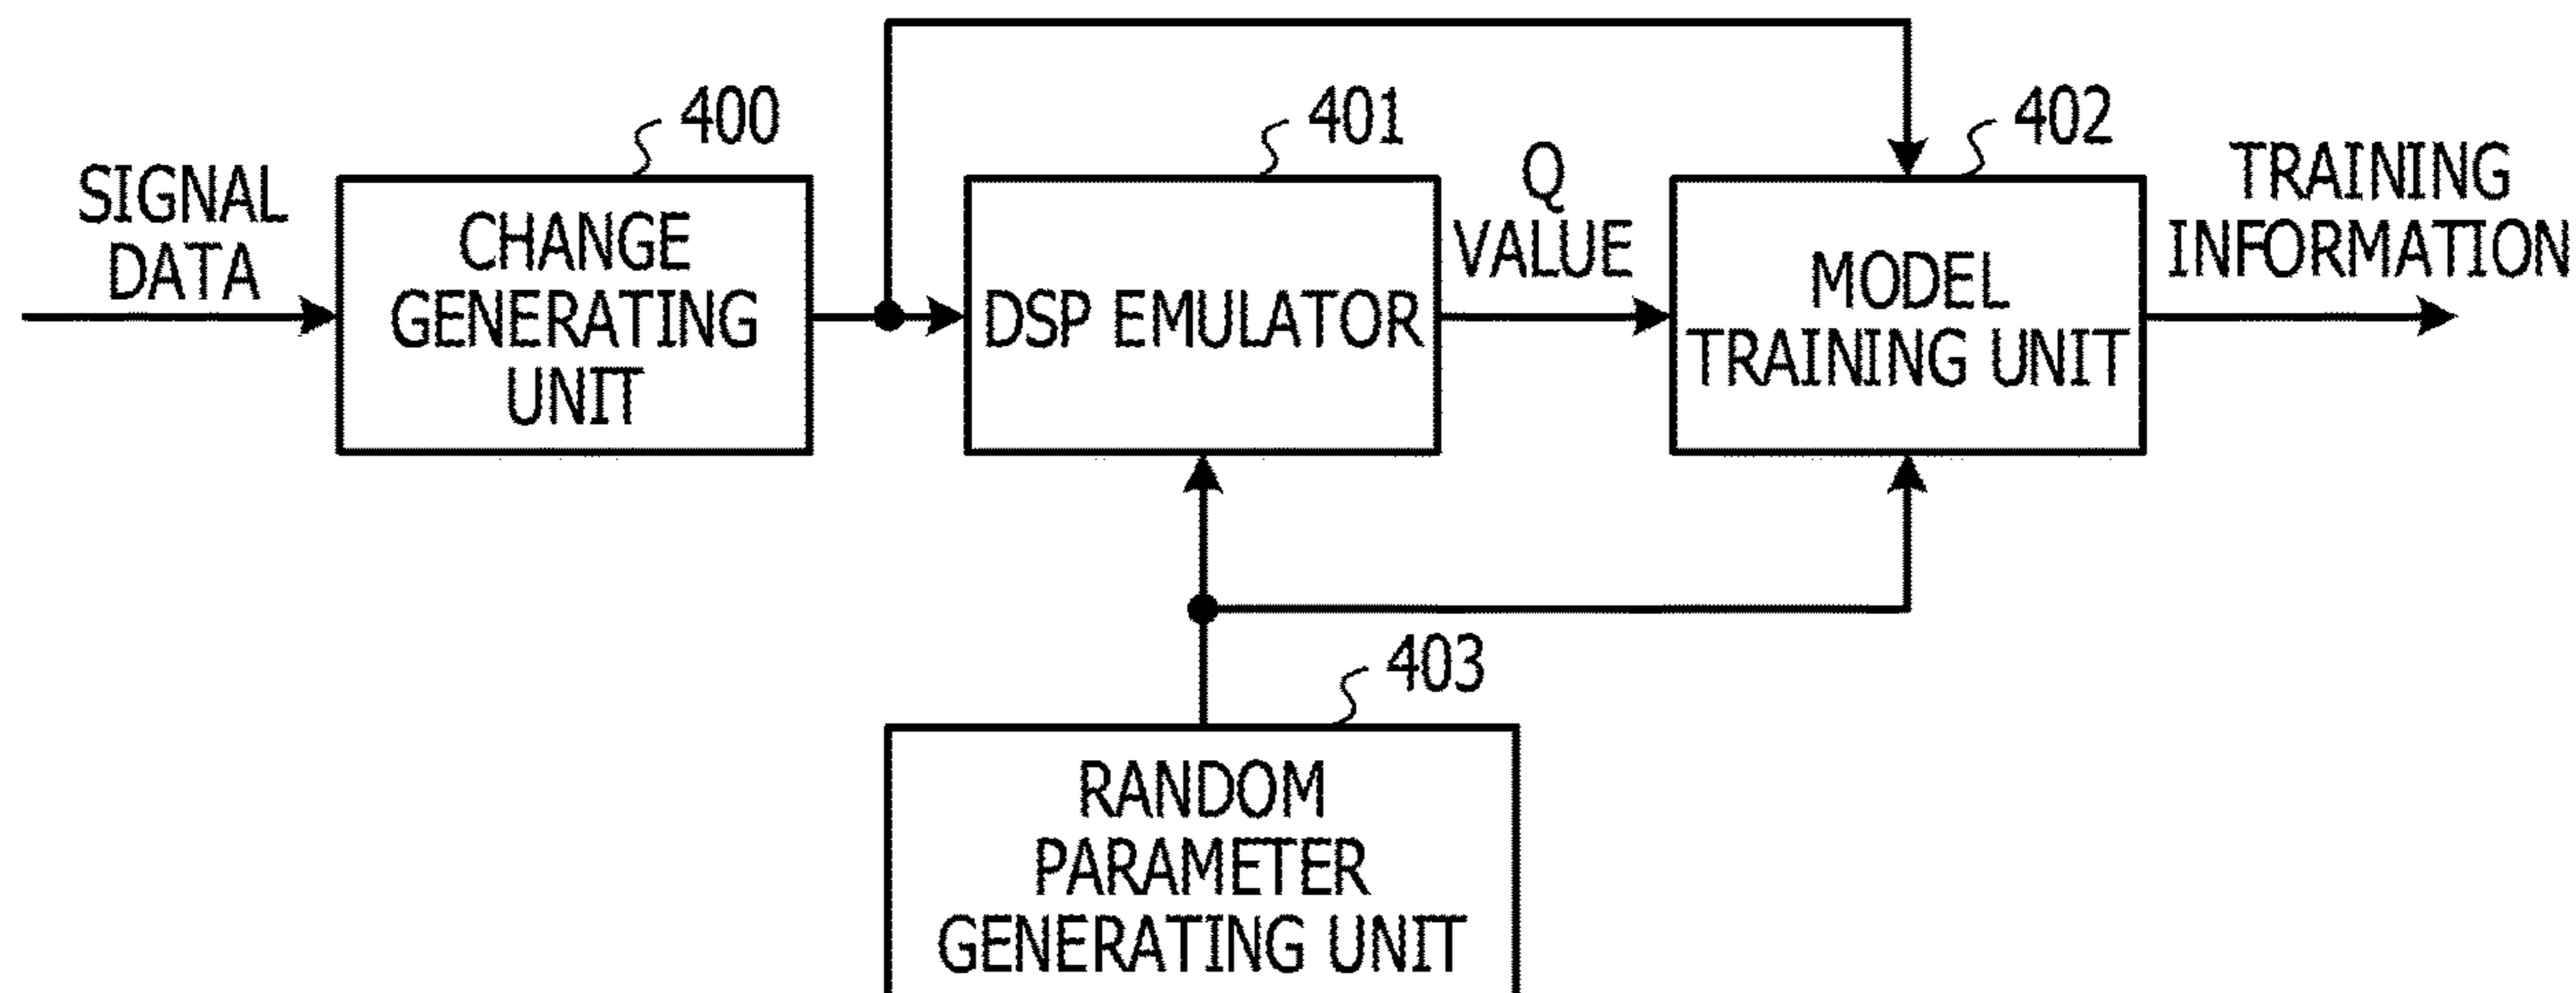 400
401
402
SIGNAL
DATA
CHANGE
GENERATING
UNIT
DSP EMULATOR
Q
VALUE
MODEL
TRAINING UNIT
TRAINING
INFORMATION
403
RANDOM
PARAMETER
GENERATING UNIT